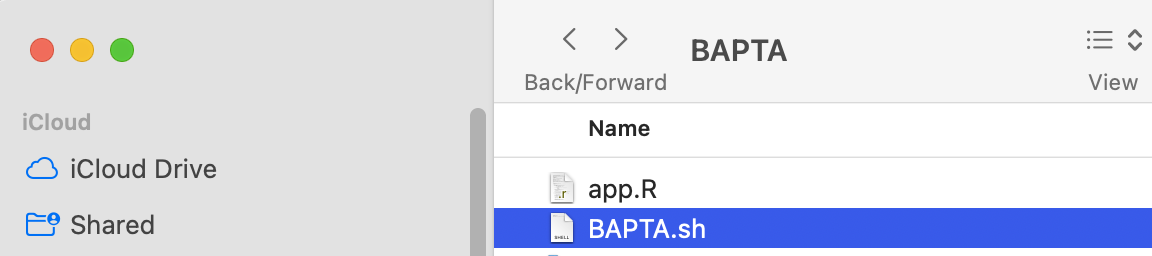 iCloud
iCloud Drive
Shared
BAPTA
Back/Forward
View
Name
app.R
BAPTA.sh